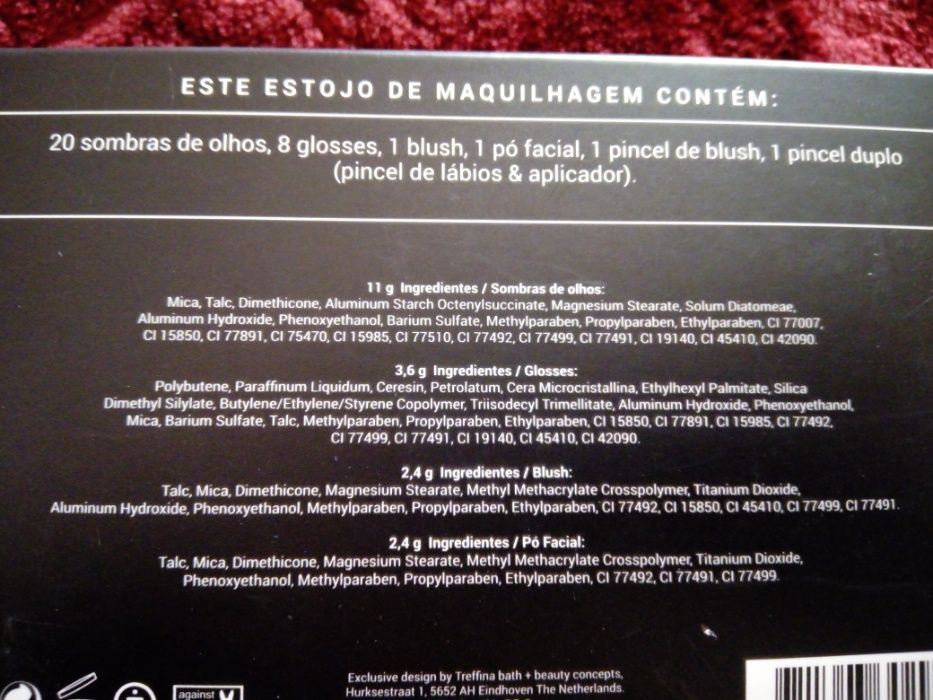 ESTE ESTOJO DE MAQUILHAGEM CONTÉM:
20 sombras de olhos, 8 glosses, 1 blush, 1 pó facial, 1 pincel de blush, 1 pincel duplo
(pincel de lábios & aplicador).
11 g Ingredientes / Sombras de olhos:
Mica, Talc, Dimethicone, Aluminum Starch Octenylsuccinate, Magnesium Stearate, Solum Diatomeae,
Aluminum Hydroxide, Phenoxyethanol, Barium Sulfate, Methylparaben, Propylparaben, Ethylparaben, CI 77007,
CI 15850, CI 77891, CI 75470, CI 15985, CI 77510, CI 77492, CI 77499, CI 77491, CI 19140, CI 45410, CI 42090.
3,6 g Ingredientes / Glosses:
Polybutene, Paraffinum Liquidum, Ceresin, Petrolatum, Cera Microcristallina, Ethylhexyl Palmitate, Silica
Dimethyl Silylate, Butylene/Ethylene/Styrene Copolymer, Triisodecyl Trimellitate, Aluminum Hydroxide, Phenoxyethanol,
Mica, Barium Sulfate, Talc, Methylparaben, Propylparaben, Ethylparaben, CI 15850, CI 77891, CI 15985, CI 77492,
CI 77499, CI 77491, CI 19140, CI 45410, CI 42090.
2,4 g Ingredientes / Blush:
Talc, Mica, Dimethicone, Magnesium Stearate, Methyl Methacrylate Crosspolymer, Titanium Dioxide,
Aluminum Hydroxide, Phenoxyethanol, Methylparaben, Propylparaben, Ethylparaben, CI 77492, CI 15850, CI 45410, CI 77499, CI 77491.
2,4 g Ingredientes / Pó Facial:
Talc, Mica, Dimethicone, Magnesium Stearate, Methyl Methacrylate Crosspolymer, Titanium Dioxide,
Phenoxyethanol, Methylparaben, Propylparaben, Ethylparaben, CI 77492, CI 77491, CI 77499.
Exclusive design by Treffina bath + beauty concepts,
Hurksestraat 1, 5652 AH Eindhoven The Netherlands.
against